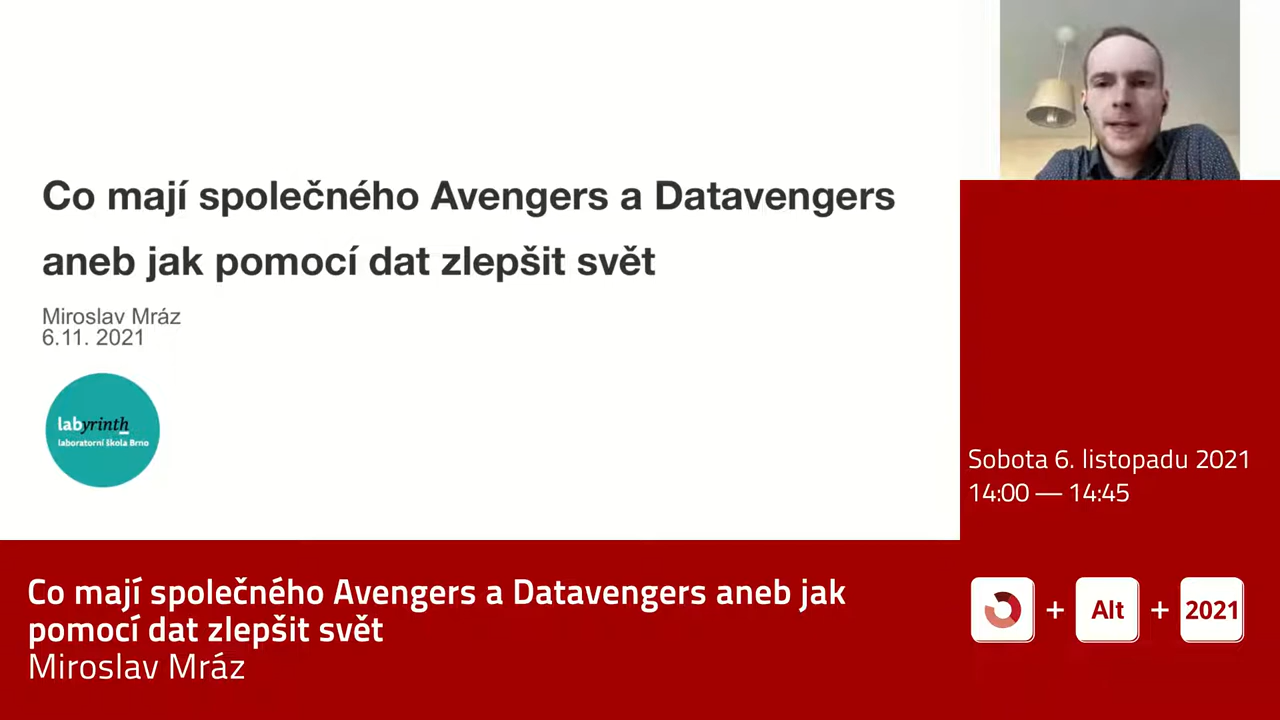 Co mají společného Avengers a Datavengers
aneb jak pomocí dat zlepšit svět
Miroslav Mráz
6.11. 2021
labyrinth
laboratorní škola Brno
Sobota 6. listopadu 2021
14:00 — 14:45
Co mají společného Avengers a Datavengers aneb jak
pomocí dat zlepšit svět
Miroslav Mráz
+ Alt + 2021